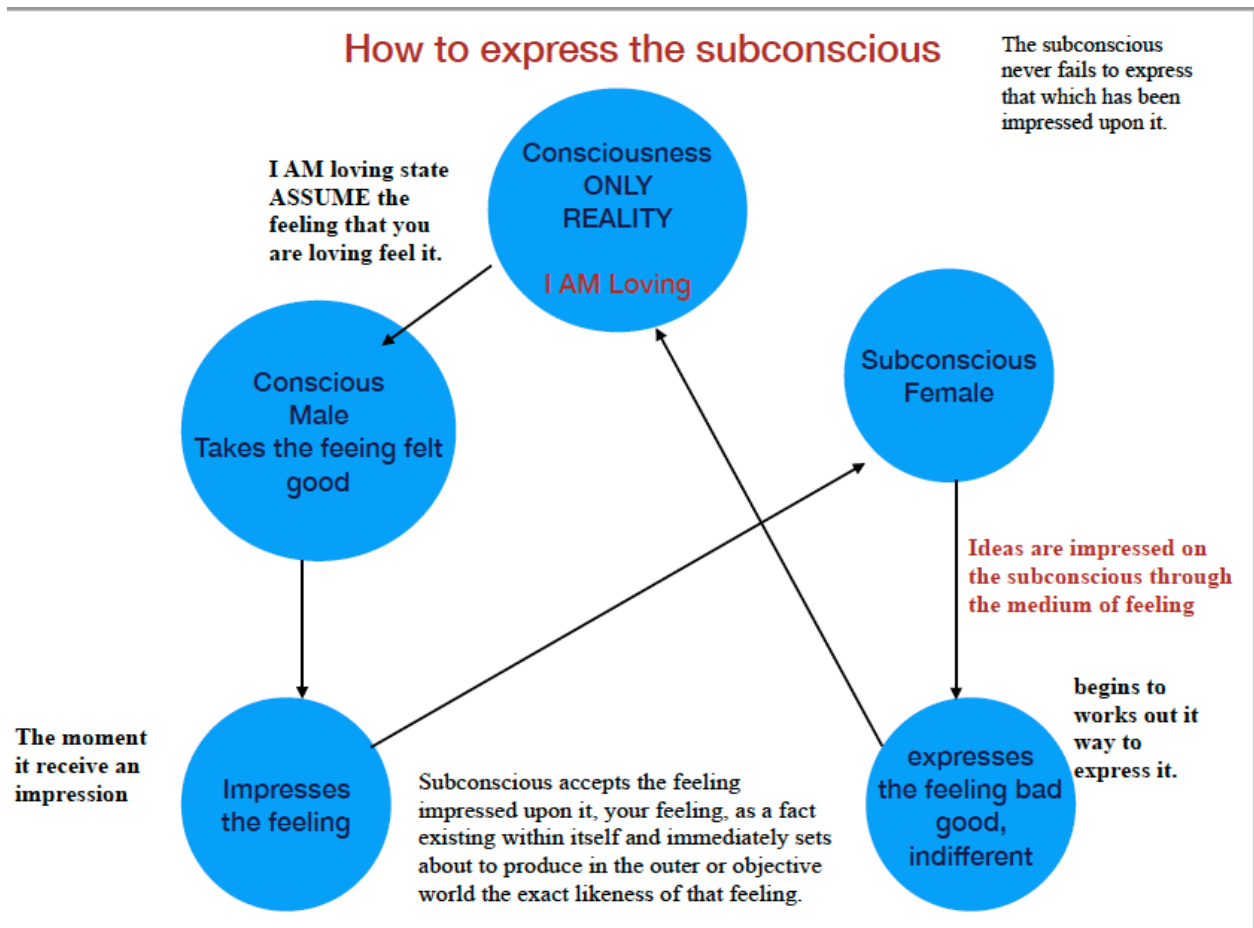 How to express the subconscious
The subconscious
never fails to express
that which has been
impressed upon it.
Consciousness
ONLY
REALITY
I AM Loving
I AM loving state
ASSUME the
feeling that you
are loving feel it.
Conscious
Male
Takes the feeing felt
good
Subconscious
Female
Ideas are impressed on
the subconscious through
the medium of feeling
The moment
it receive an
impression
Impresses
the feeling
Subconscious accepts the feeling
impressed upon it, your feeling, as a fact
existing within itself and immediately sets
about to produce in the outer or objective
world the exact likeness of that feeling.
expresses
the feeling bad
good,
indifferent
begins to
works out it
way to
express it.